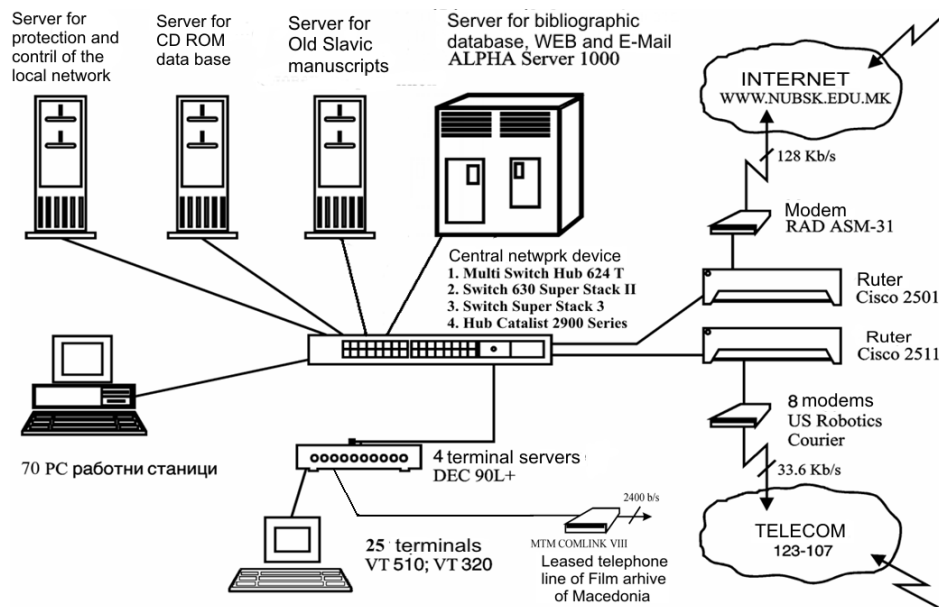 Server for
protection and
contril of the
local network
Server for
CD ROM
data base
Server for
Old Slavic
manuscripts
Server for bibliographic
database, WEB and E-Mail
ALPHA Server 1000
INTERNET
WWW.NUBSK.EDU.MK
128 Kb/s
Modem
RAD ASM-31
Central netwprk device
1. Multi Switch Hub 624 T
2. Switch 630 Super Stack II
3. Switch Super Stack 3
4. Hub Catalist 2900 Series
Ruter
Cisco 2501
Ruter
Cisco 2511
8 modems
US Robotics
Courier
33.6 Kb/s
70 PC работни станици
4 terminal servers
DEC 90L+
25 terminals
VT 510; VT 320
2400 b/s
MTM COMLINK VIII
Leased telephone
line of Film arhive
of Macedonia
TELECOM
123-107